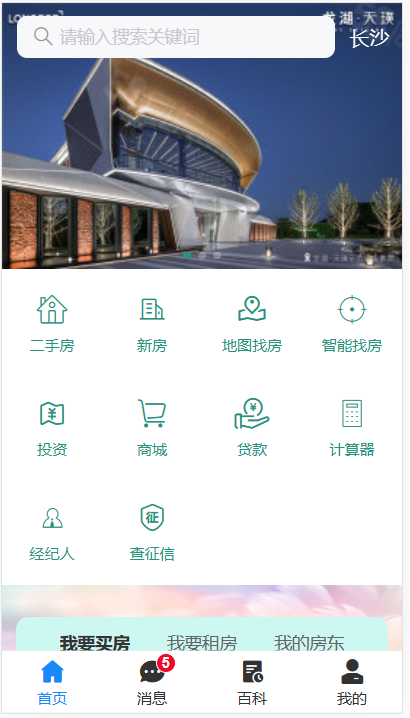 龙湖·天璞
请输入搜索关键词
长沙
二手房
新房
地图找房
智能找房
投资
商城
贷款
计算器
经纪人
查征信
我要买房
我要租房
我的房东
首页
消息
5
百科
我的